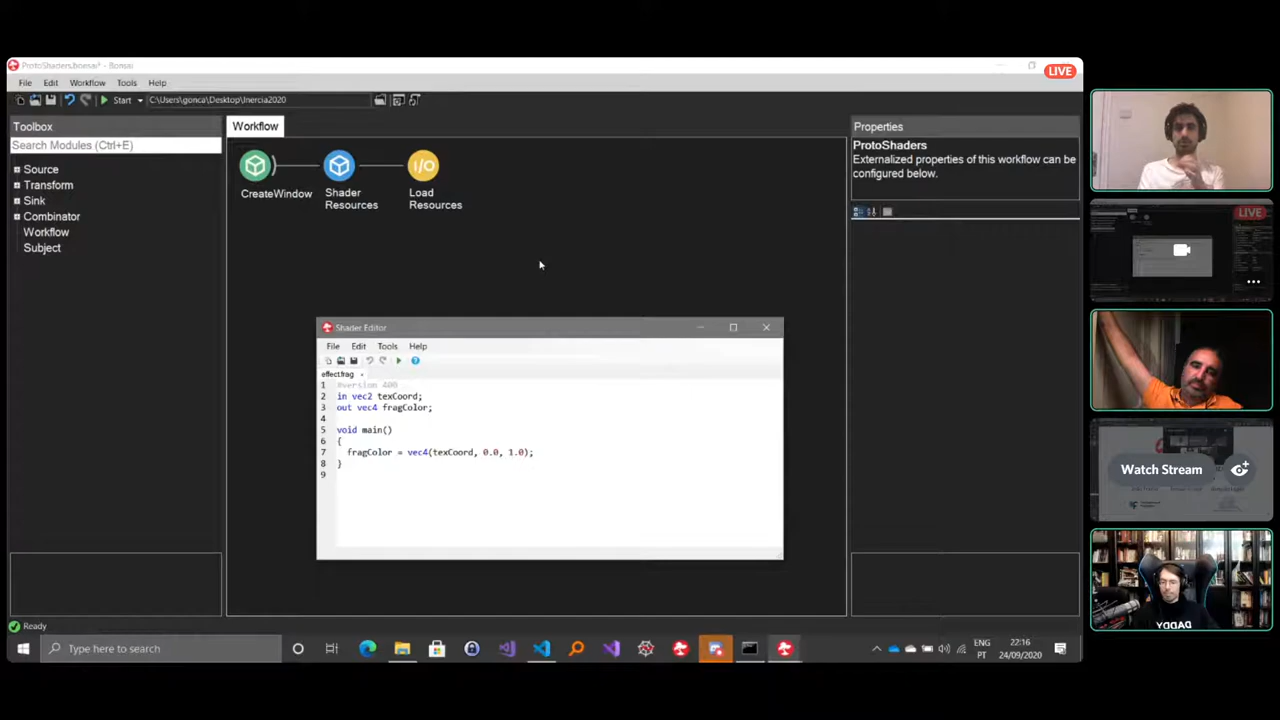 ProtoShaders.bonsai* - Bonsai
LIVE
File Edit Workflow Tools Help
Start C:\Users\gonca\Desktop\Inercia2020
Toolbox
Workflow
Properties
Search Modules (Ctrl+E)
Source
Transform
Sink
Combinator
Workflow
Subject
CreateWindow
Shader
Resources
I/O
Load
Resources
ProtoShaders
Externalized properties of this workflow can be
configured below.
Shader Editor
File Edit Tools Help
effect.frag
1 #version 400
2 in vec2 texCoord;
3 out vec4 fragColor;
4
5 void main()
6 {
7 fragColor = vec4(texCoord, 0.0, 1.0);
8 }
9
Ready
Type here to search
ENG
PT
22:16
24/09/2020
LIVE
Watch Stream
DADDY